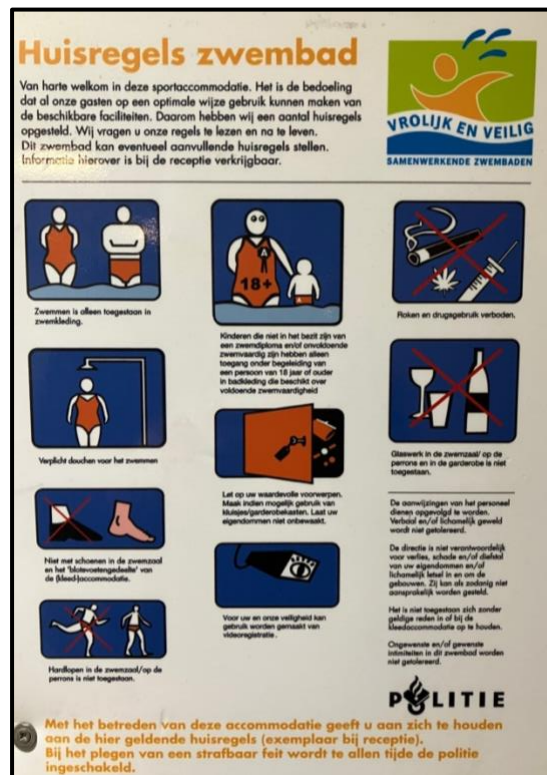 Huisregels zwembad
Van harte welkom in deze sportaccommodatie. Het is de bedoeling
dat al onze gasten op een optimale wijze gebruik kunnen maken van
de beschikbare faciliteiten. Daarom hebben wij een aantal huisregels
opgesteld. Wij vragen u onze regels te lezen en na te leven.
Dit zwembad kan eventueel aanvullende huisregels stellen.
Informatie hierover is bij de receptie verkrijgbaar.
VROLIJK EN VEILIG
SAMENWERKENDE ZWEMBADEN
Zwemmen is alleen toegestaan in
zwemkleding.
Verplicht douchen voor het zwemmen
Niet met schoenen in de zwemzaal
en het 'blotevoetengedeelte' van
de (kleed-)accommodatie.
Hardlopen in de zwemzaal/op de
perrons is niet toegestaan.
18+
Kinderen die niet in het bezit zijn van
een zwemdiploma en/of onvoldoende
zwemvaardig zijn hebben alleen
toegang onder begeleiding van
een persoon van 18 jaar of ouder
in badkleding die beschikt over
voldoende zwemvaardigheid
Let op uw waardevolle voorwerpen.
Maak indien mogelijk gebruik van
kluisjes/garderobekasten. Laat uw
eigendommen niet onbewaakt.
Voor uw en onze veiligheid kan
gebruik worden gemaakt van
videoregistratie.
Roken en drugsgebruik verboden.
Glaswerk in de zwemzaal/ op de
perrons en in de garderobe is niet
toegestaan.
De aanwijzingen van het personeel
dienen opgevolgd te worden.
Verbaal en/of lichamelijk geweld
wordt niet getolereerd.
De directie is niet verantwoordelijk
voor verlies, schade en/of diefstal
van uw eigendommen en/of
lichamelijk letsel in en om de
gebouwen. Zij kan als zodanig niet
aansprakelijk worden gesteld.
Het is niet toegestaan zich zonder
geldige reden in of bij de
kleedaccommodatie op te houden.
Ongewenste en/of gewenste
intimiteiten in dit zwembad worden
niet getolereerd.
POLITIE
Met het betreden van deze accommodatie geeft u aan zich te houden
aan de hier geldende huisregels (exemplaar bij receptie).
Bij het plegen van een strafbaar feit wordt te allen tijde de politie
ingeschakeld.